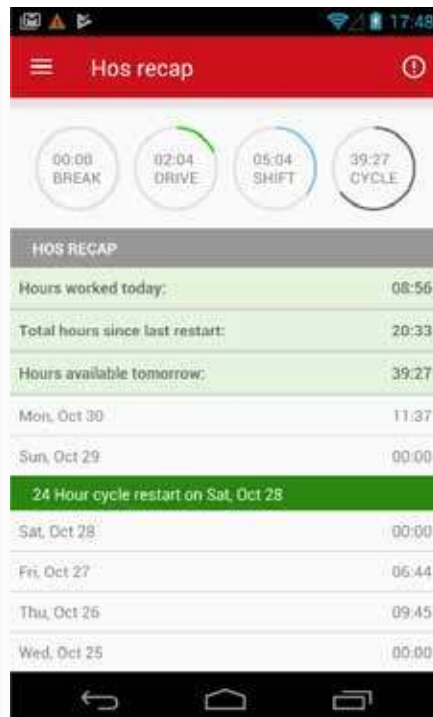 17:48
Hos recap
00:00
BREAK
02:04
DRIVE
05:04
SHIFT
39:27
CYCLE
HOS RECAP
Hours worked today: 08:56
Total hours since last restart: 20:33
Hours available tomorrow: 39:27
Mon, Oct 30 11:37
Sun, Oct 29 00:00
24 Hour cycle restart on Sat, Oct 28
Sat, Oct 28 00:00
Fri, Oct 27 06:44
Thu, Oct 26 09:45
Wed, Oct 25 00:00